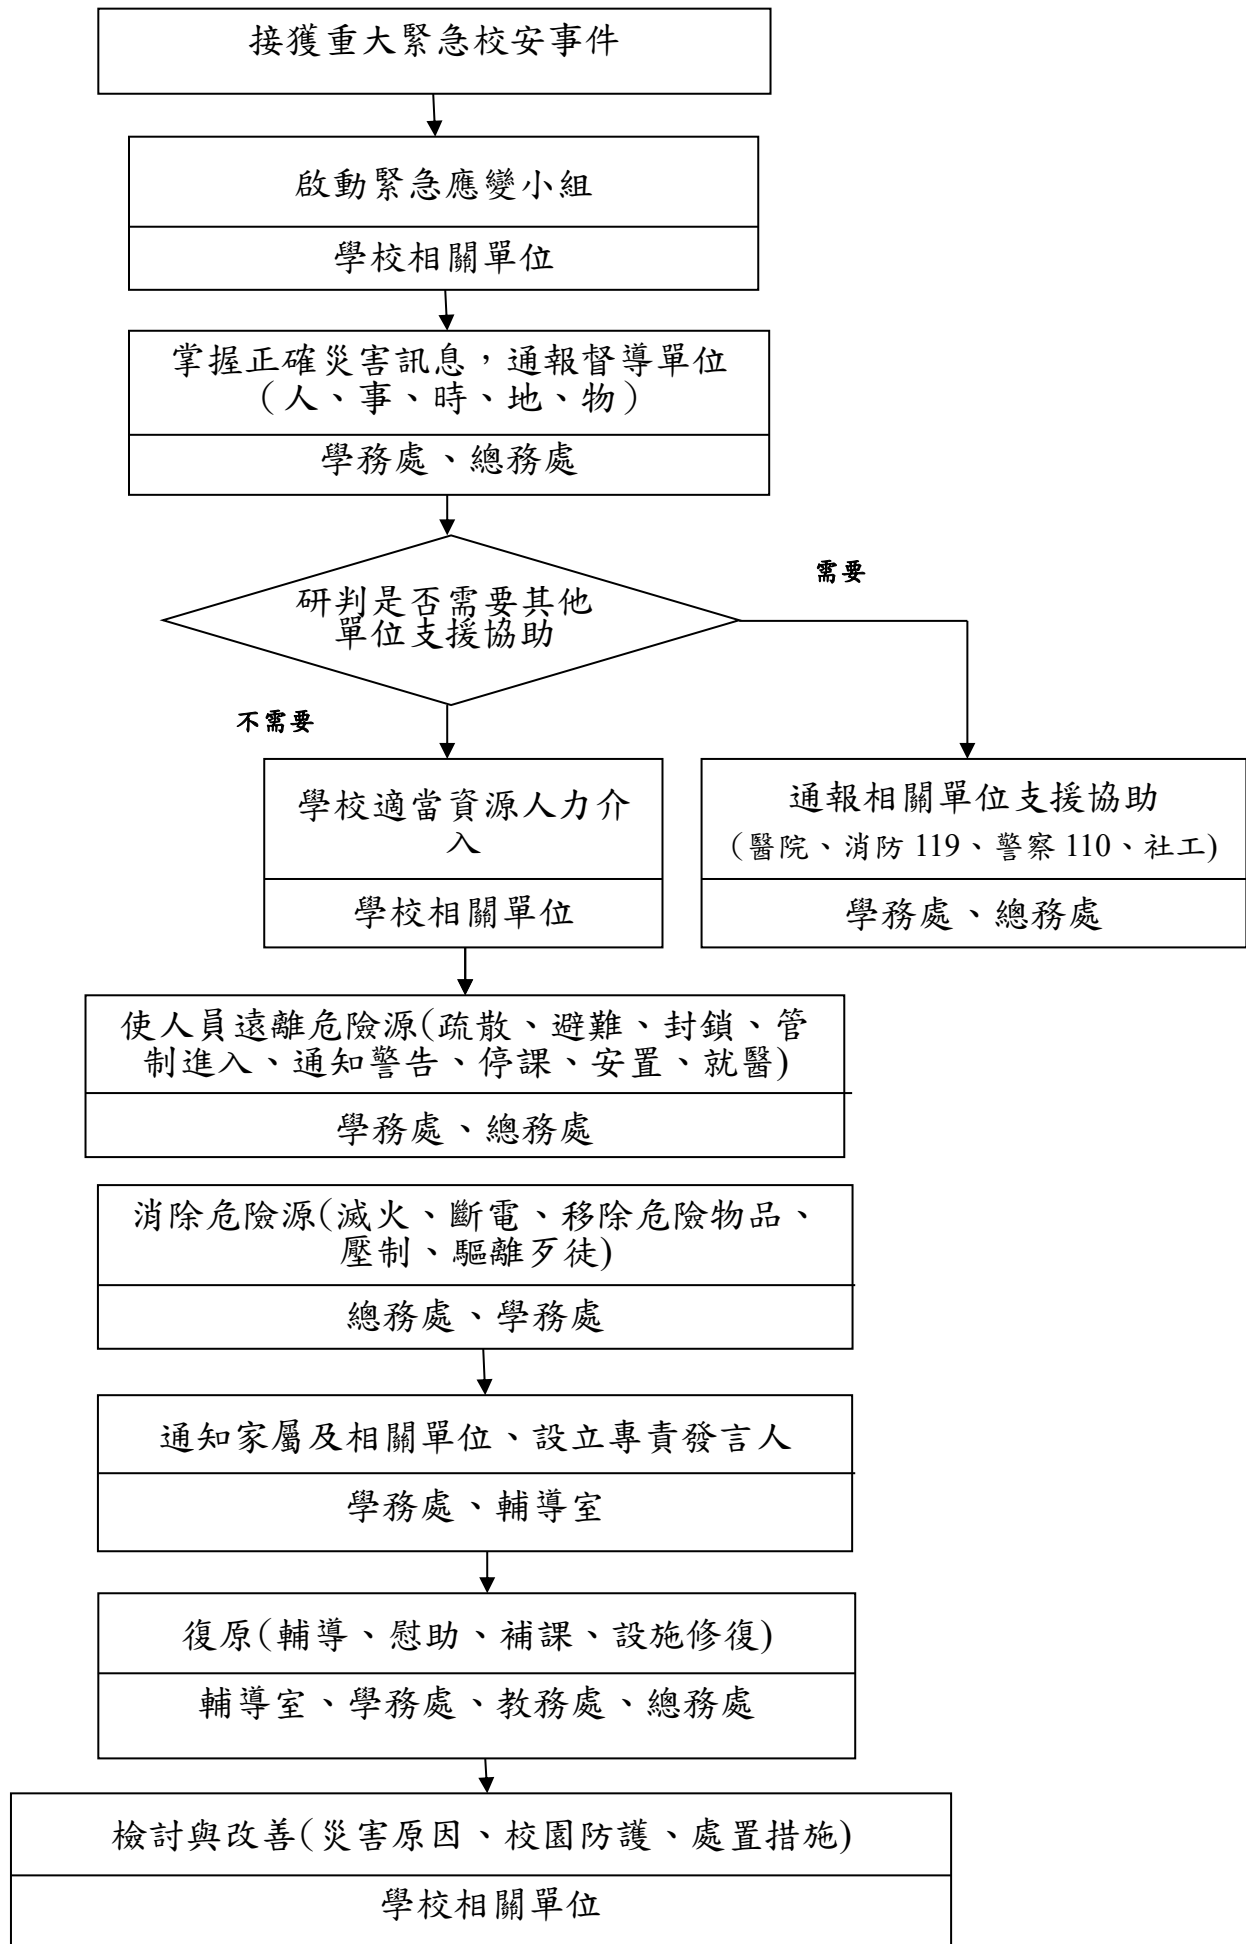 接獲重大緊急校安事件
啟動緊急應變小組
學校相關單位
掌握正確災害訊息，通報督導單位
（人、事、時、地、物）
學務處、總務處
研判是否需要其他
單位支援協助
需要
不需要
學校適當資源人力介
入
學校相關單位
通報相關單位支援協助
（醫院、消防 119、警察 110、社工)
學務處、總務處
使人員遠離危險源(疏散、避難、封鎖、管
制進入、通知警告、停課、安置、就醫)
學務處、總務處
消除危險源(滅火、斷電、移除危險物品、
壓制、驅離歹徒)
總務處、學務處
通知家屬及相關單位、設立專責發言人
學務處、輔導室
復原(輔導、慰助、補課、設施修復)
輔導室、學務處、教務處、總務處
檢討與改善(災害原因、校園防護、處置措施)
學校相關單位